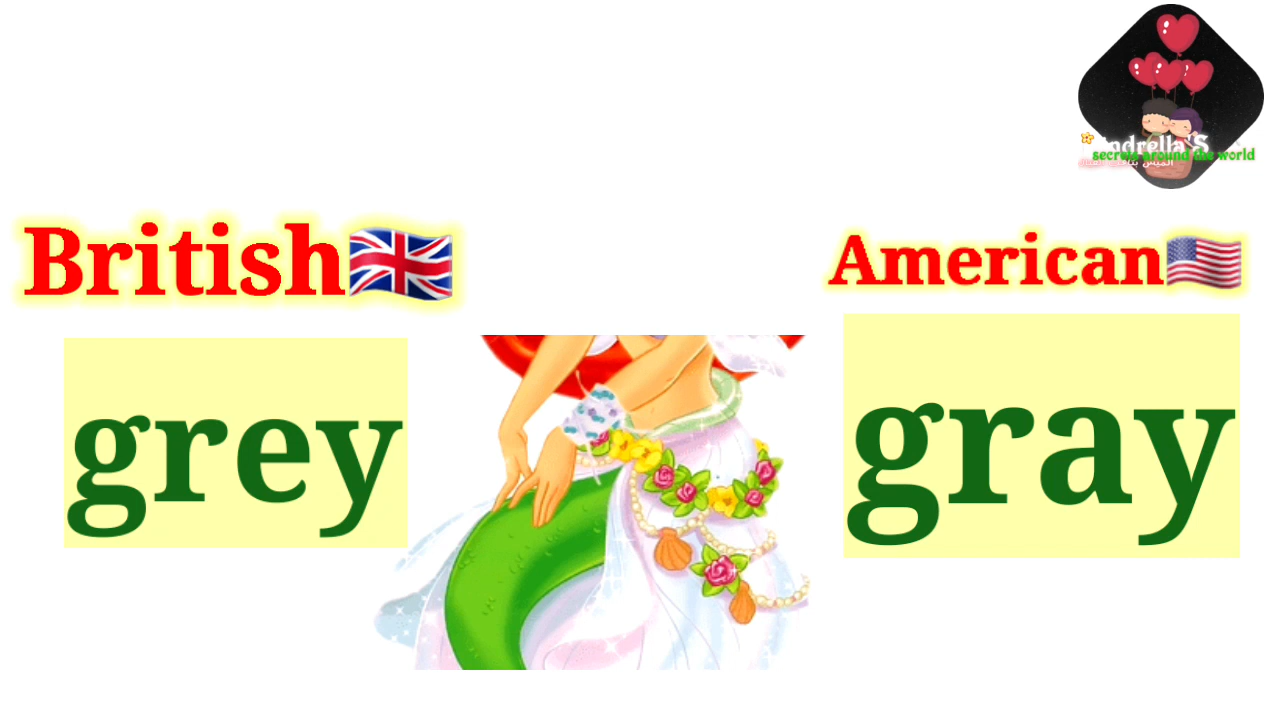 secrets around the world
British🇬🇧
American🇺🇸
grey
gray